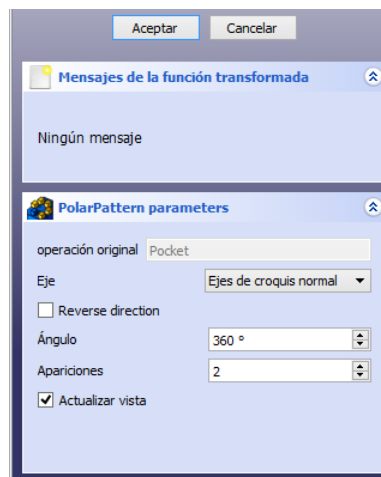 Aceptar Cancelar
Mensajes de la función transformada
Ningún mensaje
PolarPattern parameters
operación original Pocket
Eje Ejes de croquis normal
Reverse direction
Ángulo 360 °
Apariciones 2
Actualizar vista